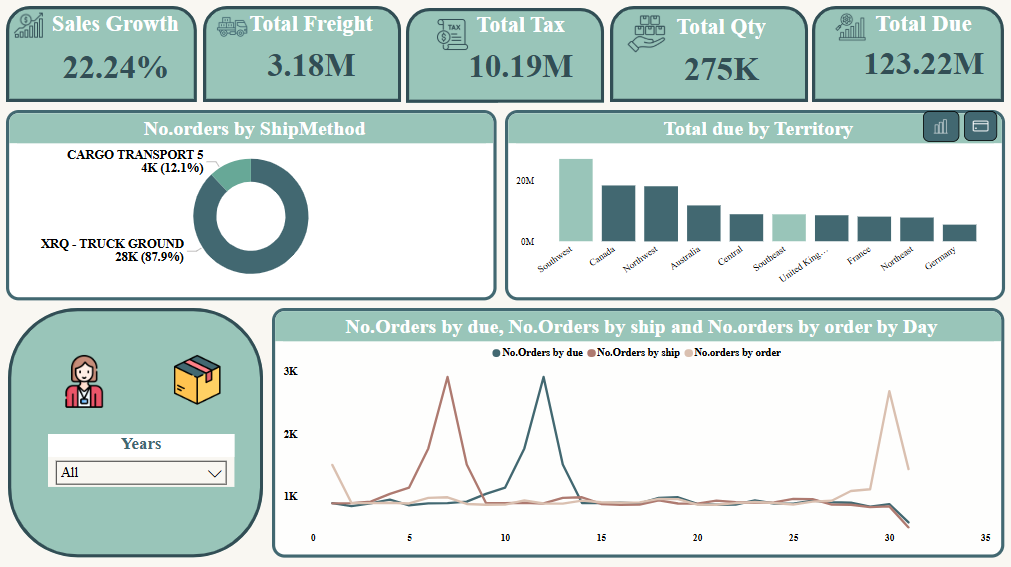 Sales Growth
22.24%
Total Freight
3.18M
TAX
Total Tax
10.19M
Total Qty
275K
Total Due
123.22M
No.orders by ShipMethod
CARGO TRANSPORT 5
4K (12.1%)
XRQ - TRUCK GROUND
28K (87.9%)
Total due by Territory
20M
0M
Southwest
Canada
Northwest
Australia
Central
Southeast
United King...
France
Northeast
Germany
Years
All
No.Orders by due, No.Orders by ship and No.orders by order by Day
No.Orders by due No.Orders by ship No.orders by order
3K
2K
1K
0 5 10 15 20 25 30 35